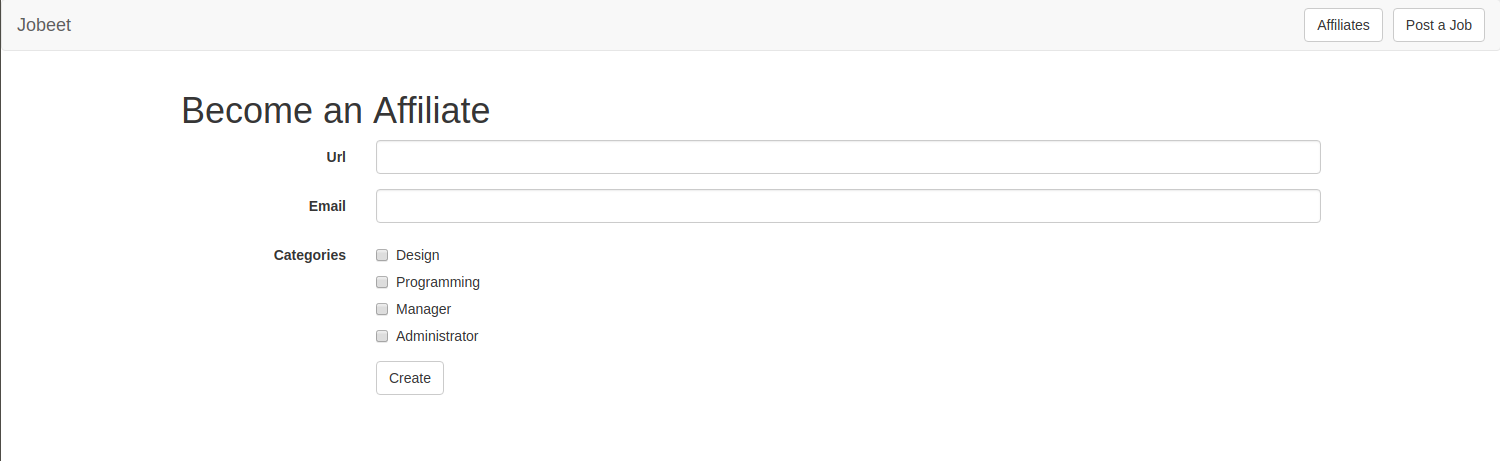 Jobeet
Affiliates
Post a Job
Become an Affiliate
Url
Email
Categories
Design
Programming
Manager
Administrator
Create